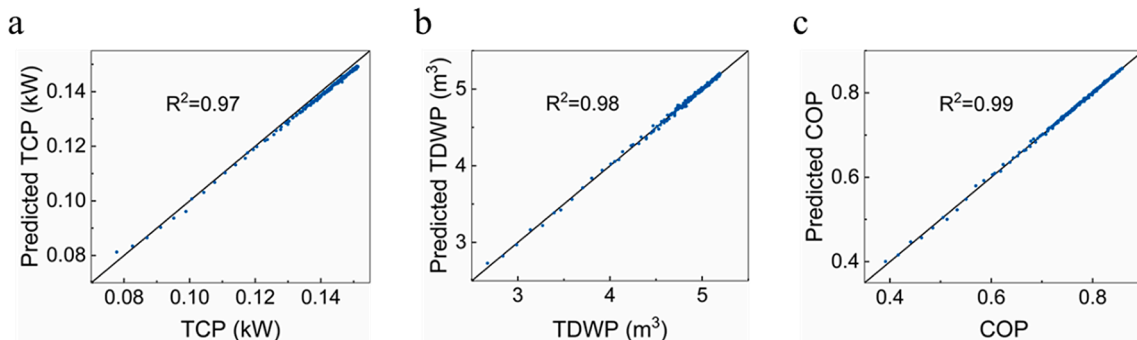 a
Predicted TCP (kW)
0.14
0.12
0.10
0.08
R²=0.97
0.08 0.10 0.12 0.14
TCP (kW)
b
Predicted TDWP (m³)
5
4
3
R²=0.98
3 4 5
TDWP (m³)
c
Predicted COP
0.8
0.6
0.4
R²=0.99
0.4 0.6 0.8
COP